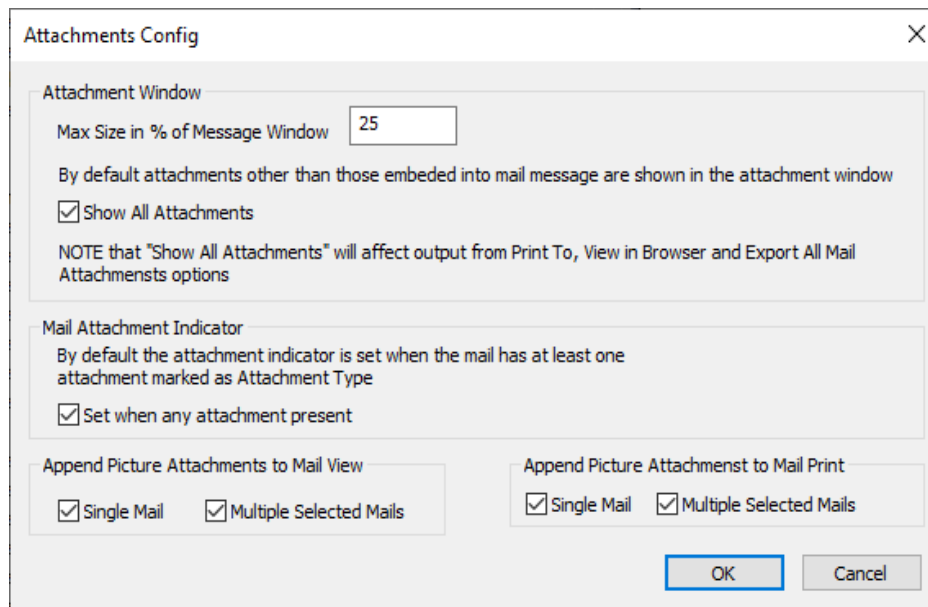 Attachments Config
Attachment Window
Max Size in % of Message Window 25
By default attachments other than those embeded into mail message are shown in the attachment window
Show All Attachments
NOTE that "Show All Attachments" will affect output from Print To, View in Browser and Export All Mail
Attachmensts options
Mail Attachment Indicator
By default the attachment indicator is set when the mail has at least one
attachment marked as Attachment Type
Set when any attachment present
Append Picture Attachments to Mail View
Single Mail Multiple Selected Mails
Append Picture Attachmenst to Mail Print
Single Mail Multiple Selected Mails
OK Cancel